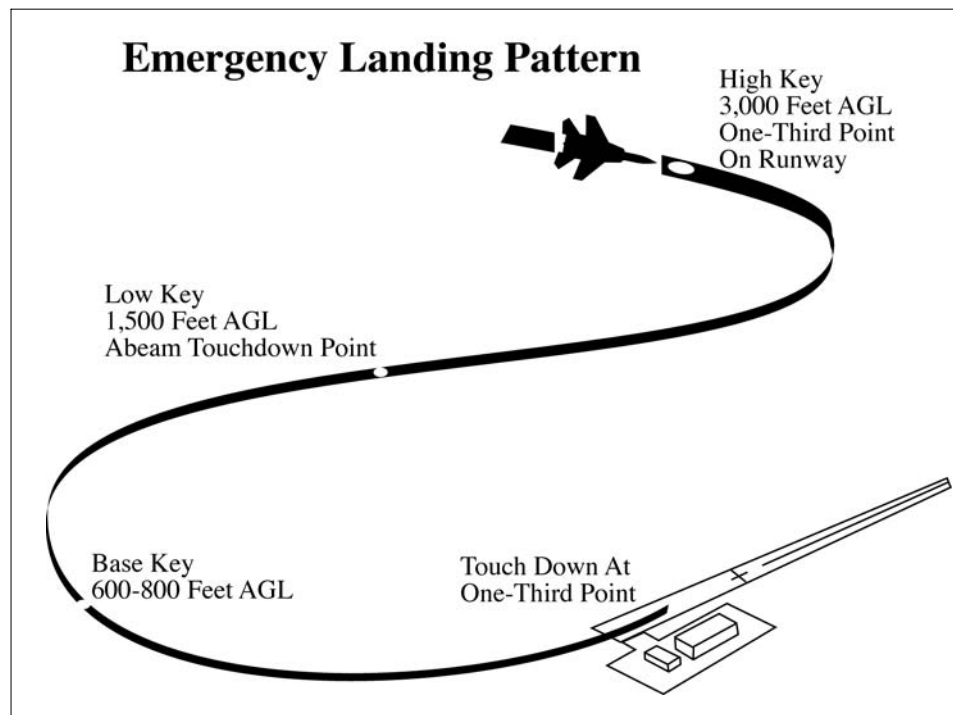 Emergency Landing Pattern
High Key
3,000 Feet AGL
One-Third Point
On Runway
Low Key
1,500 Feet AGL
Abeam Touchdown Point
Base Key
600-800 Feet AGL
Touch Down At
One-Third Point